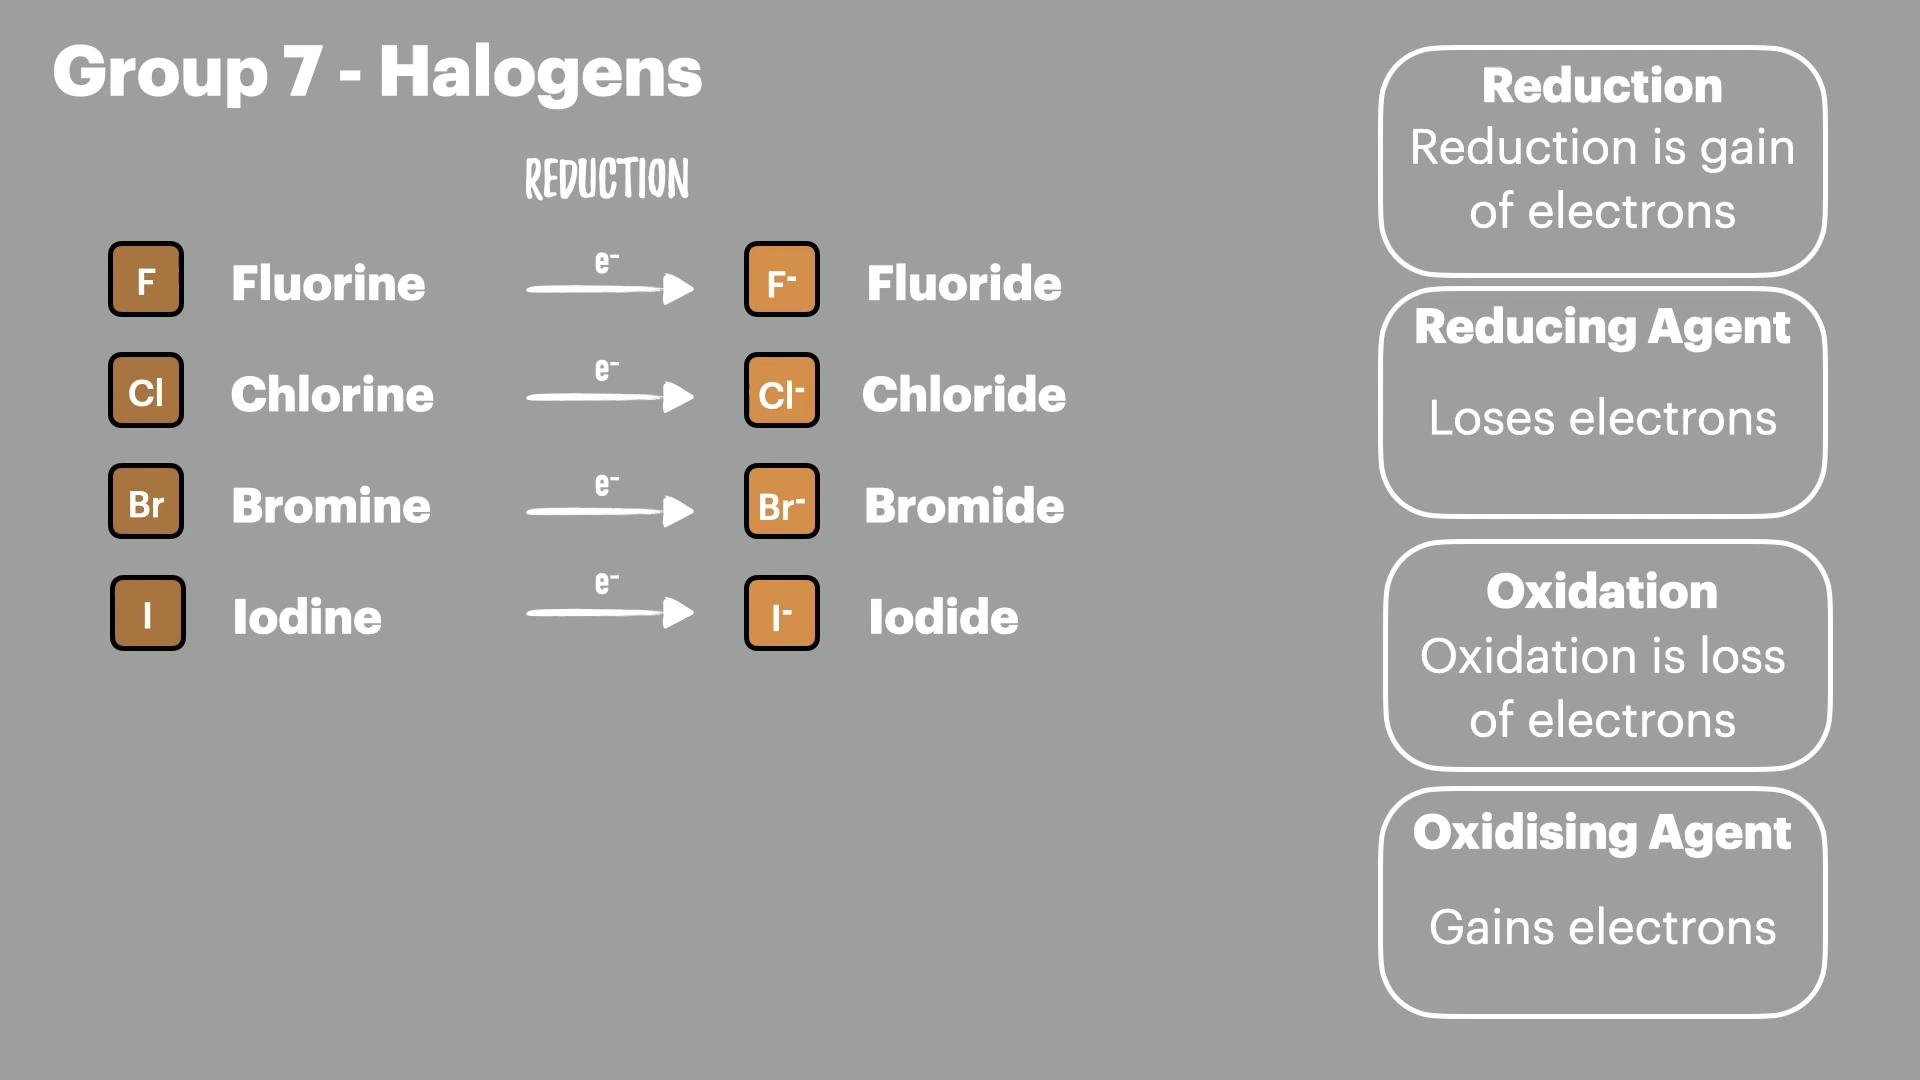 Group 7 - Halogens
REDUCTION
F Fluorine e- F- Fluoride
Cl Chlorine e- Cl- Chloride
Br Bromine e- Br- Bromide
I Iodine e- I- Iodide
Reduction
Reduction is gain
of electrons
Reducing Agent
Loses electrons
Oxidation
Oxidation is loss
of electrons
Oxidising Agent
Gains electrons